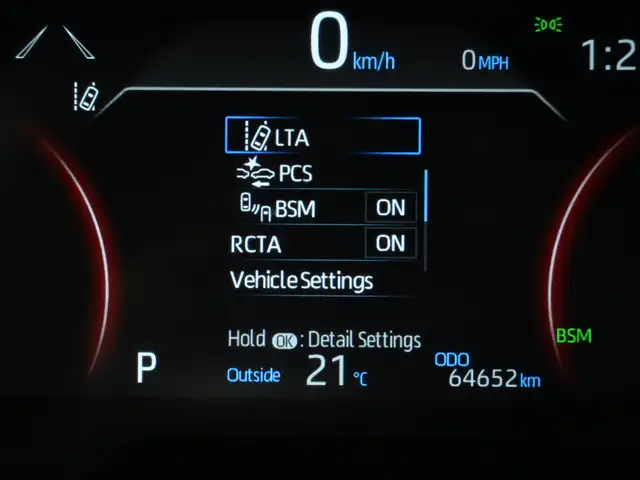 0 km/h
0 MPH
1:2
LTA
PCS
BSM ON
RCTA ON
Vehicle Settings
Hold OK : Detail Settings
BSM
P
Outside 21 °C
ODO
64652 km